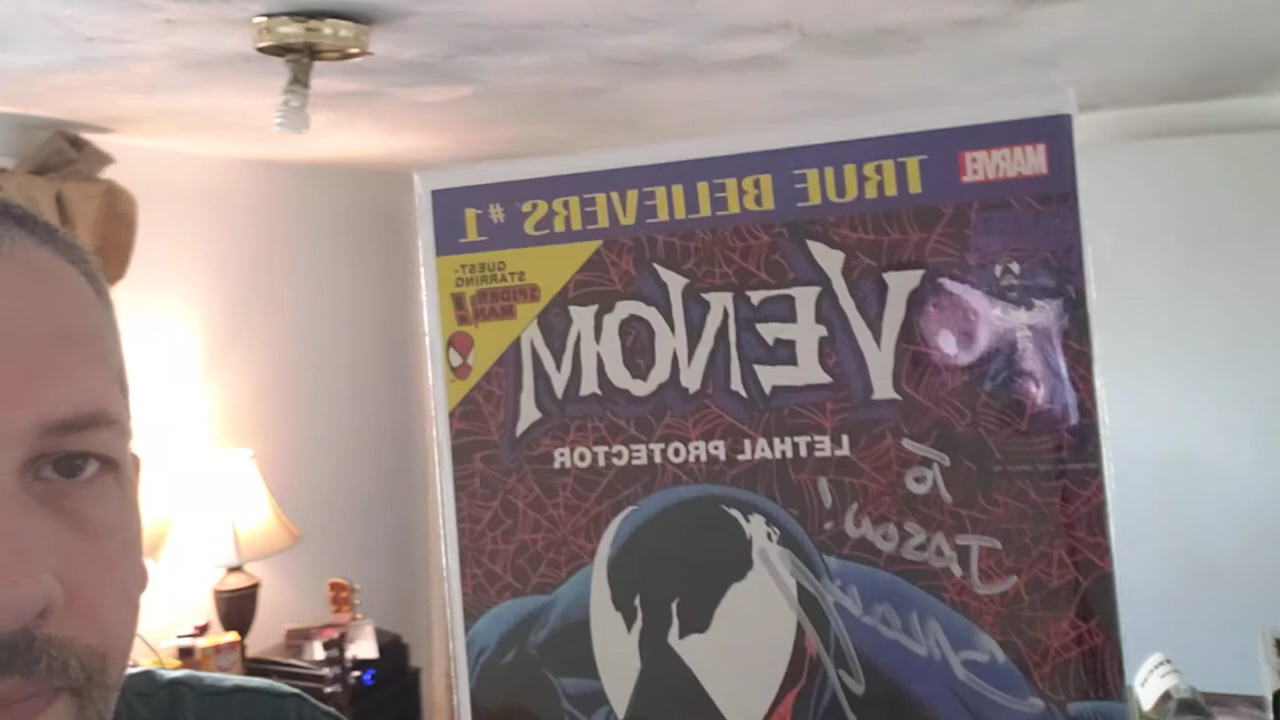 MARVEL
TRUE BELIEVERS #1
GUEST-
STARRING
SPIDER-
MAN!
VENOM
LETHAL PROTECTOR
To
Jason!